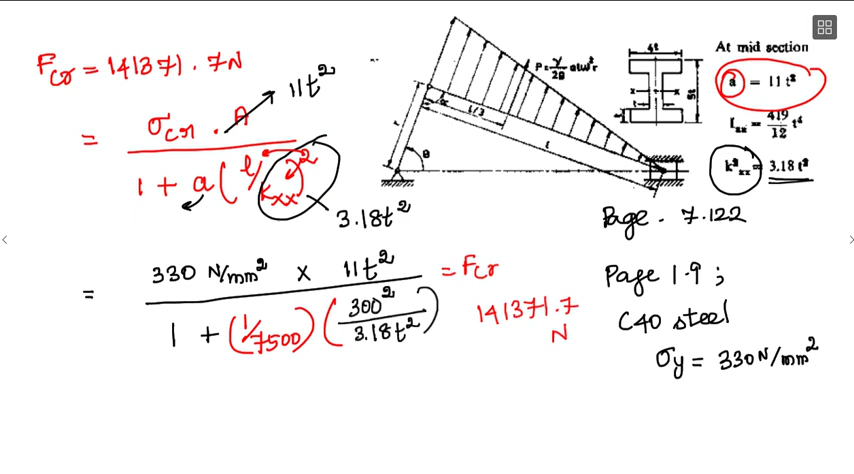 Fcr = 141371.7N
= σcr . A → 11t²
1 + a (l/kxx)²
3.18t²
P = γ/2g alω²r
l/3
r
α
l
θ
4t
5t
t
x x
At mid section
a = 11 t²
Ixx = 419/12 t⁴
k²xx = 3.18 t²
Page . 7.122
= 330 N/mm² x 11t² = Fcr
1 + (1/7500) (300²/3.18t²)
141371.7
N
Page 1.9 ;
C40 steel
σy = 330 N/mm²